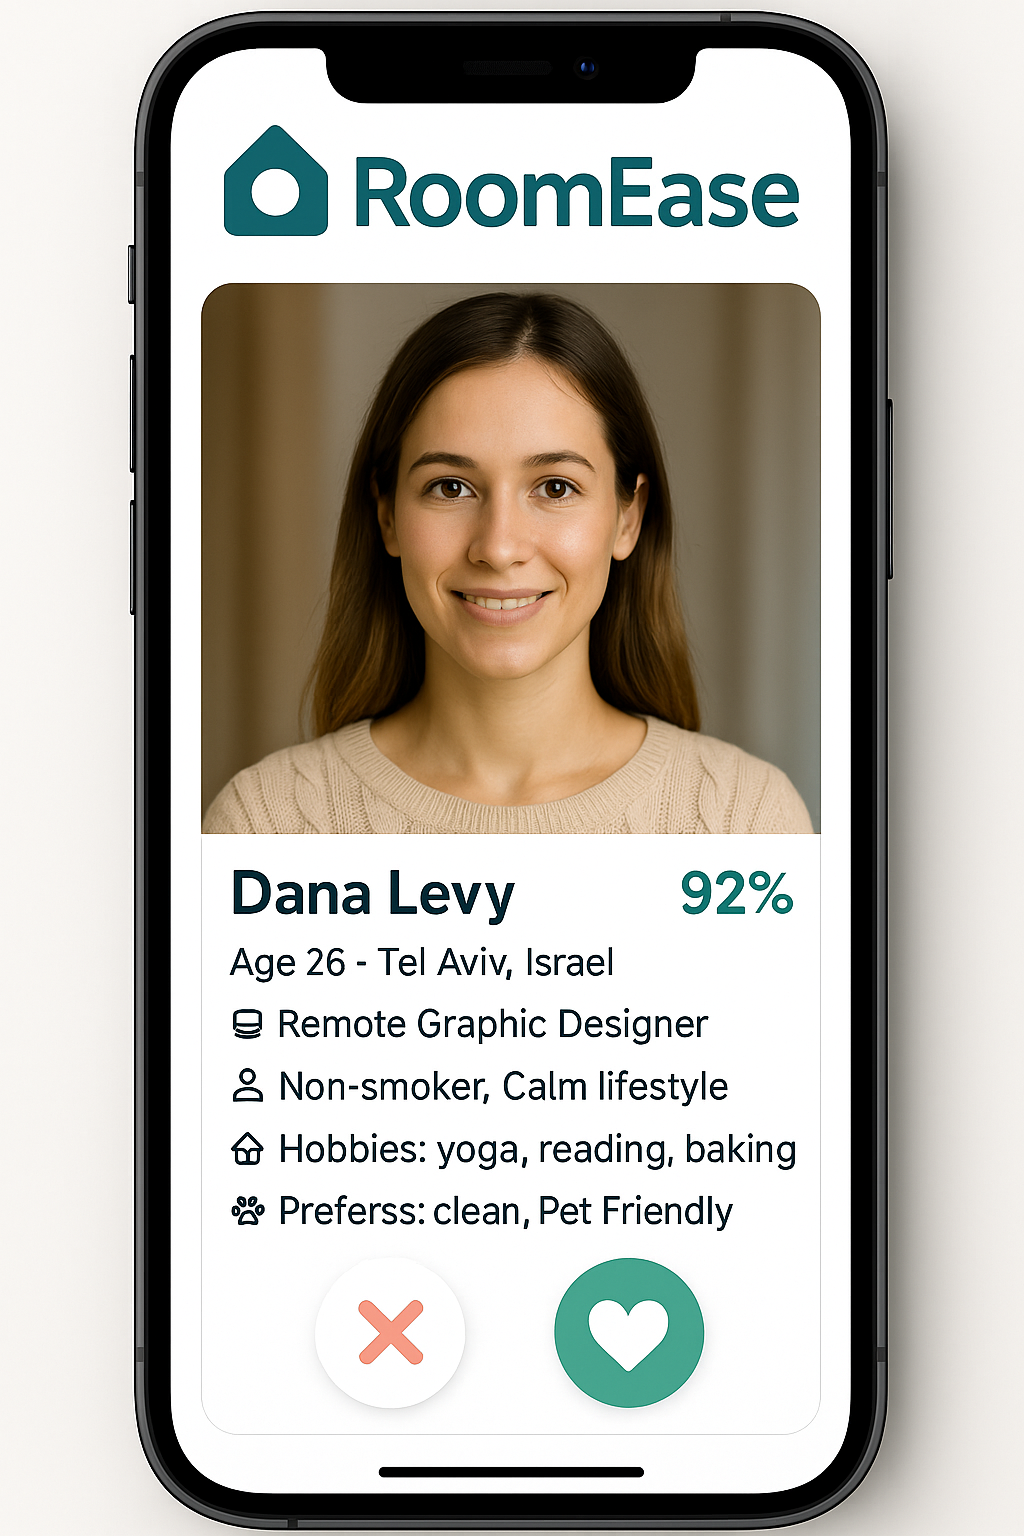 RoomEase
Dana Levy 92%
Age 26 - Tel Aviv, Israel
Remote Graphic Designer
Non-smoker, Calm lifestyle
Hobbies: yoga, reading, baking
Preferss: clean, Pet Friendly